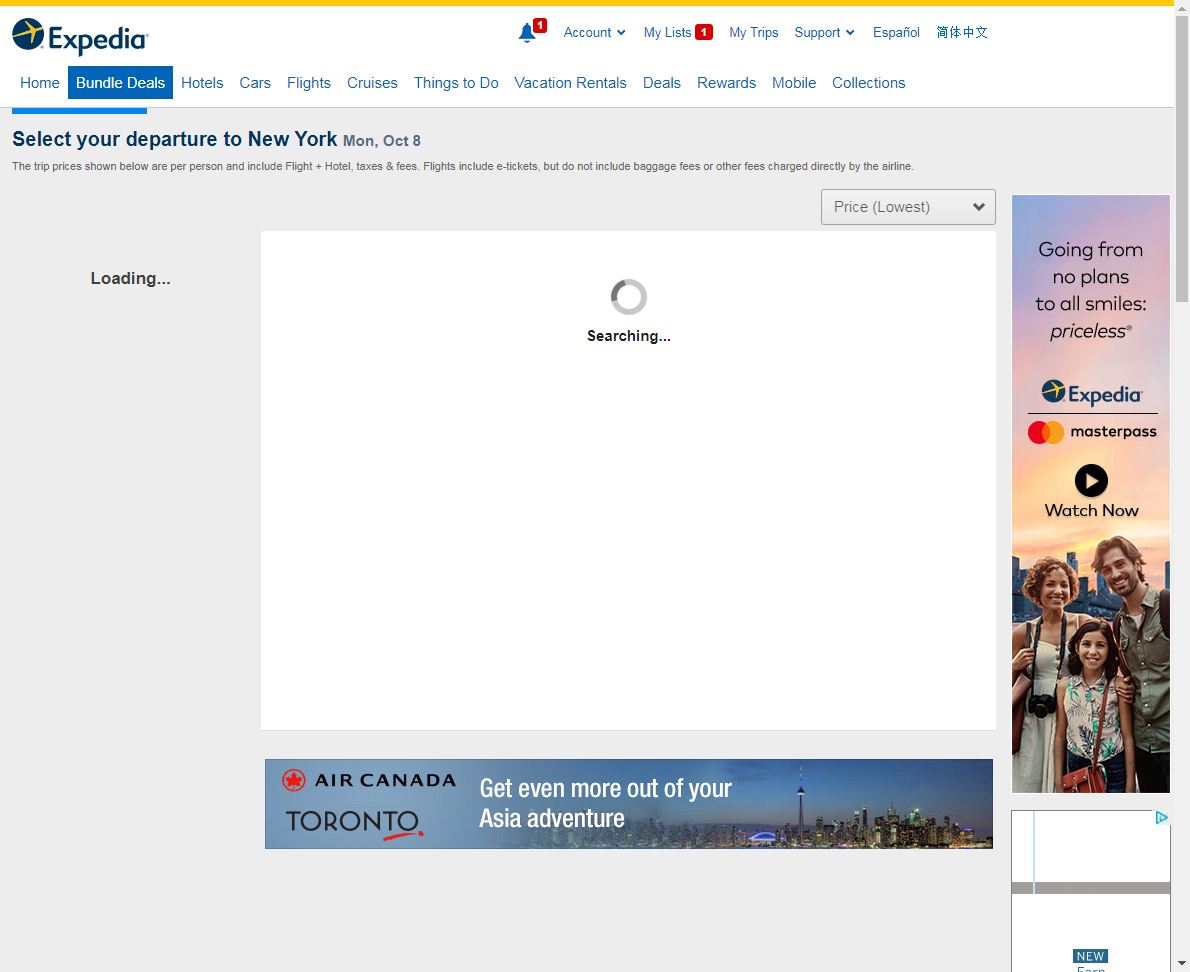 Expedia
1
Account
My Lists 1
My Trips
Support
Español
简体中文
Home
Bundle Deals
Hotels
Cars
Flights
Cruises
Things to Do
Vacation Rentals
Deals
Rewards
Mobile
Collections
Select your departure to New York Mon, Oct 8
The trip prices shown below are per person and include Flight + Hotel, taxes & fees. Flights include e-tickets, but do not include baggage fees or other fees charged directly by the airline.
Price (Lowest)
Loading...
Searching...
Going from
no plans
to all smiles:
priceless®
Expedia
masterpass
Watch Now
AIR CANADA
TORONTO
Get even more out of your
Asia adventure
NEW
Earn